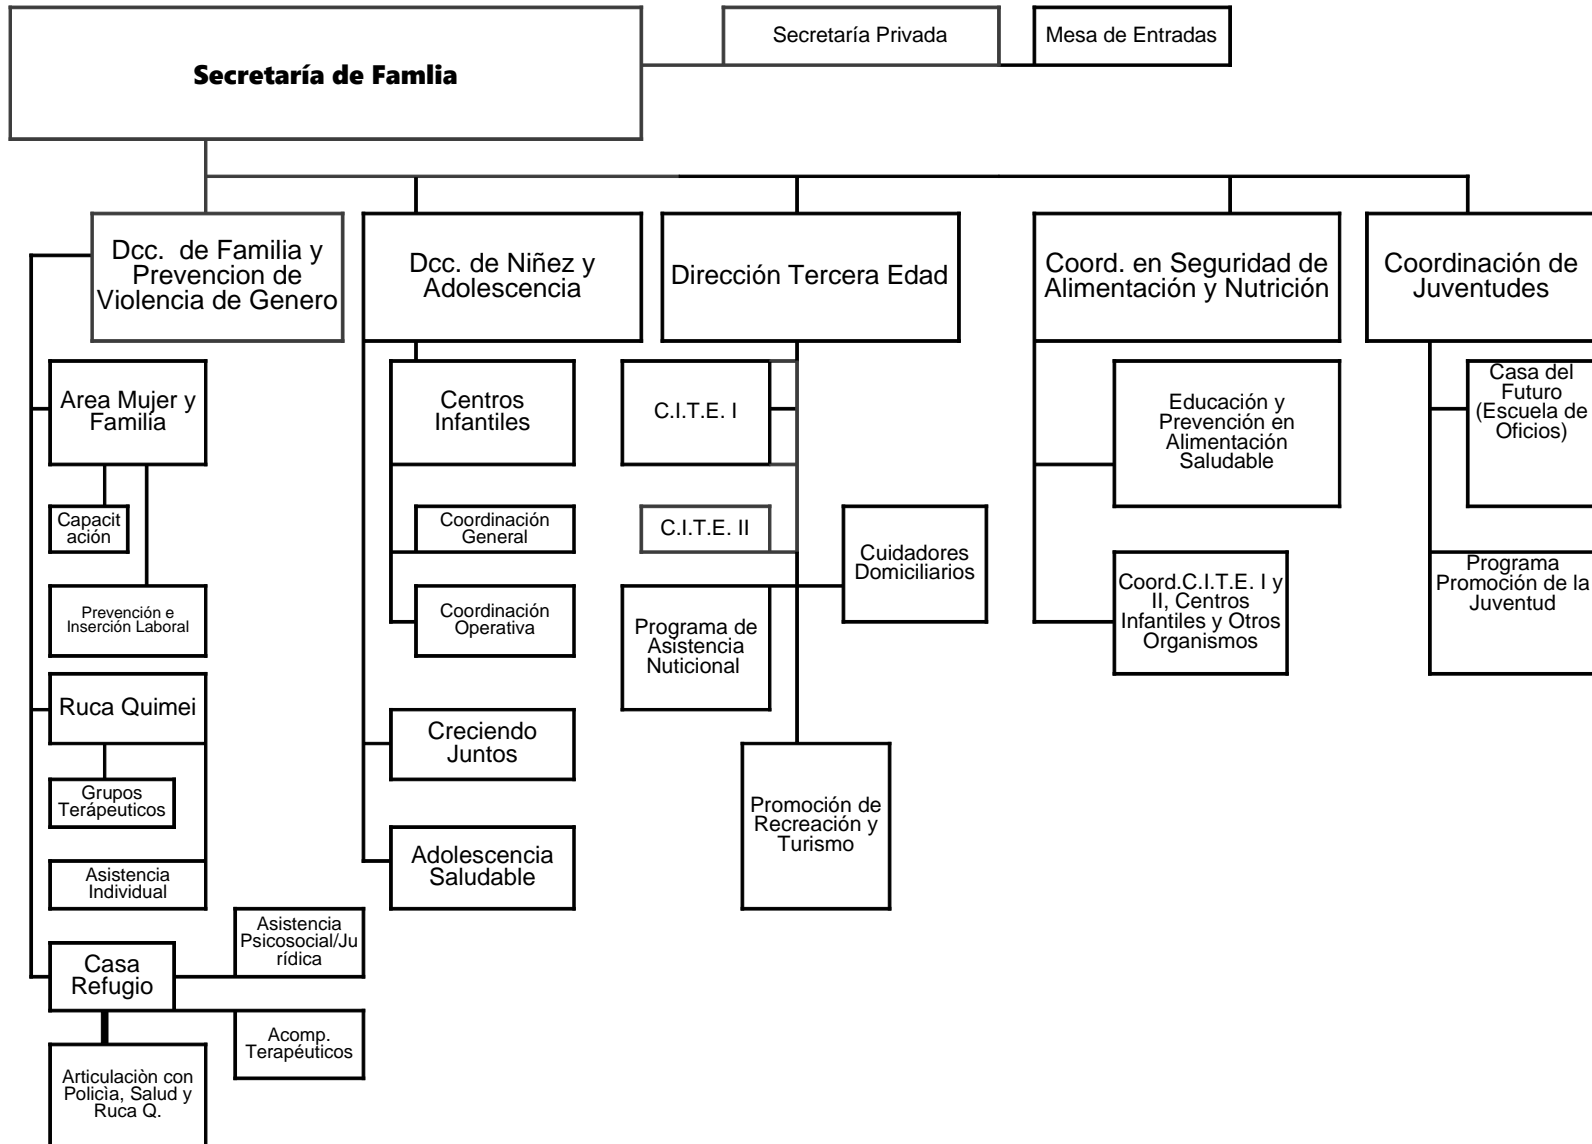 Secretaría de Famlia
Secretaría Privada
Mesa de Entradas
Dcc. de Familia y
Prevencion de
Violencia de Genero
Dcc. de Niñez y
Adolescencia
Dirección Tercera Edad
Coord. en Seguridad de
Alimentación y Nutrición
Coordinación de
Juventudes
Area Mujer y
Familia
Capacit
ación
Prevención e
Inserción Laboral
Ruca Quimei
Grupos
Terápeuticos
Asistencia
Individual
Casa
Refugio
Asistencia
Psicosocial/Ju
rídica
Acomp.
Terapéuticos
Articulaciòn con
Policìa, Salud y
Ruca Q.
Centros
Infantiles
Coordinación
General
Coordinación
Operativa
Creciendo
Juntos
Adolescencia
Saludable
C.I.T.E. I
C.I.T.E. II
Cuidadores
Domiciliarios
Programa de
Asistencia
Nuticional
Promoción de
Recreación y
Turismo
Educación y
Prevención en
Alimentación
Saludable
Coord.C.I.T.E. I y
II, Centros
Infantiles y Otros
Organismos
Casa del
Futuro
(Escuela de
Oficios)
Programa
Promoción de la
Juventud